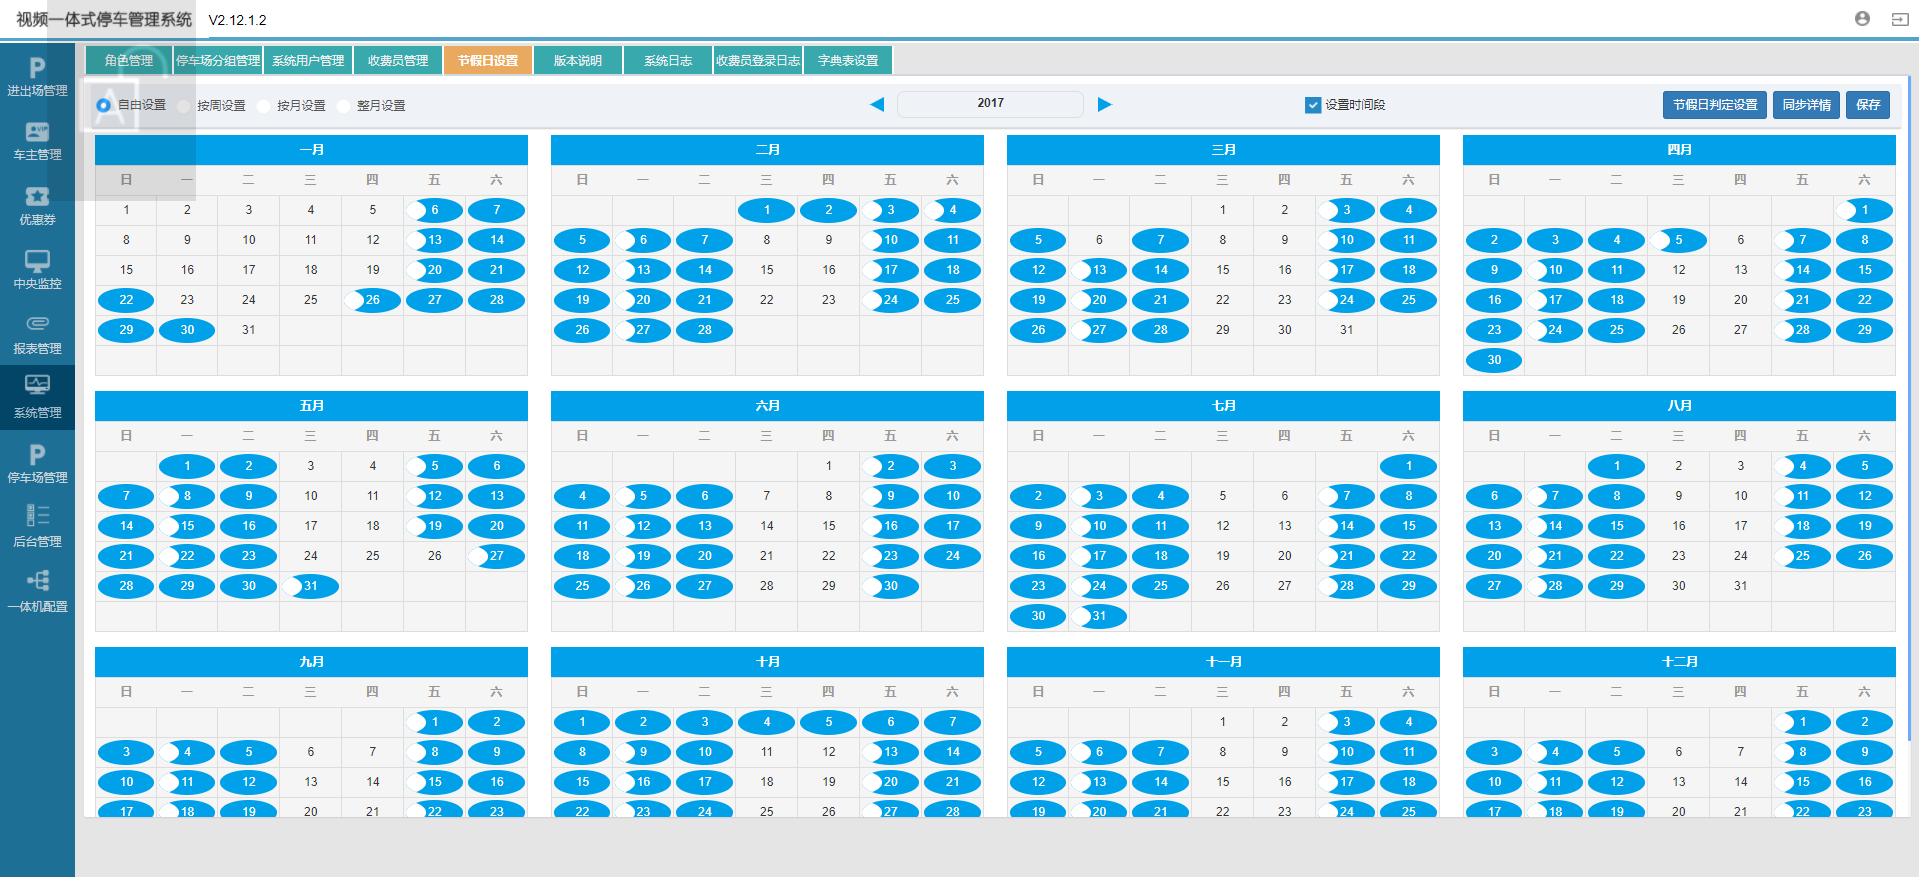 视频一体式停车管理系统 V2.12.1.2
角色管理 停车场分组管理 系统用户管理 收费员管理 节假日设置 版本说明 系统日志 收费员登录日志 字典表设置
进出场管理
车主管理
优惠券
中央监控
报表管理
系统管理
停车场管理
后台管理
一体机配置
自由设置 按周设置 按月设置 整月设置 2017 设置时间段 节假日判定设置 同步详情 保存
A
一月 二月 三月 四月
日 一 二 三 四 五 六 日 一 二 三 四 五 六 日 一 二 三 四 五 六 日 一 二 三 四 五 六
1 2 3 4 5 6 7 1 2 3 4 1 2 3 4 1
8 9 10 11 12 13 14 5 6 7 8 9 10 11 5 6 7 8 9 10 11 2 3 4 5 6 7 8
15 16 17 18 19 20 21 12 13 14 15 16 17 18 12 13 14 15 16 17 18 9 10 11 12 13 14 15
22 23 24 25 26 27 28 19 20 21 22 23 24 25 19 20 21 22 23 24 25 16 17 18 19 20 21 22
29 30 31 26 27 28 26 27 28 29 30 31 23 24 25 26 27 28 29
30
五月 六月 七月 八月
日 一 二 三 四 五 六 日 一 二 三 四 五 六 日 一 二 三 四 五 六 日 一 二 三 四 五 六
1 2 3 4 5 6 1 2 3 1 1 2 3 4 5
7 8 9 10 11 12 13 4 5 6 7 8 9 10 2 3 4 5 6 7 8 6 7 8 9 10 11 12
14 15 16 17 18 19 20 11 12 13 14 15 16 17 9 10 11 12 13 14 15 13 14 15 16 17 18 19
21 22 23 24 25 26 27 18 19 20 21 22 23 24 16 17 18 19 20 21 22 20 21 22 23 24 25 26
28 29 30 31 25 26 27 28 29 30 23 24 25 26 27 28 29 27 28 29 30 31
30 31
九月 十月 十一月 十二月
日 一 二 三 四 五 六 日 一 二 三 四 五 六 日 一 二 三 四 五 六 日 一 二 三 四 五 六
1 2 1 2 3 4 5 6 7 1 2 3 4 1 2
3 4 5 6 7 8 9 8 9 10 11 12 13 14 5 6 7 8 9 10 11 3 4 5 6 7 8 9
10 11 12 13 14 15 16 15 16 17 18 19 20 21 12 13 14 15 16 17 18 10 11 12 13 14 15 16
17 18 19 20 21 22 23 22 23 24 25 26 27 28 19 20 21 22 23 24 25 17 18 19 20 21 22 23